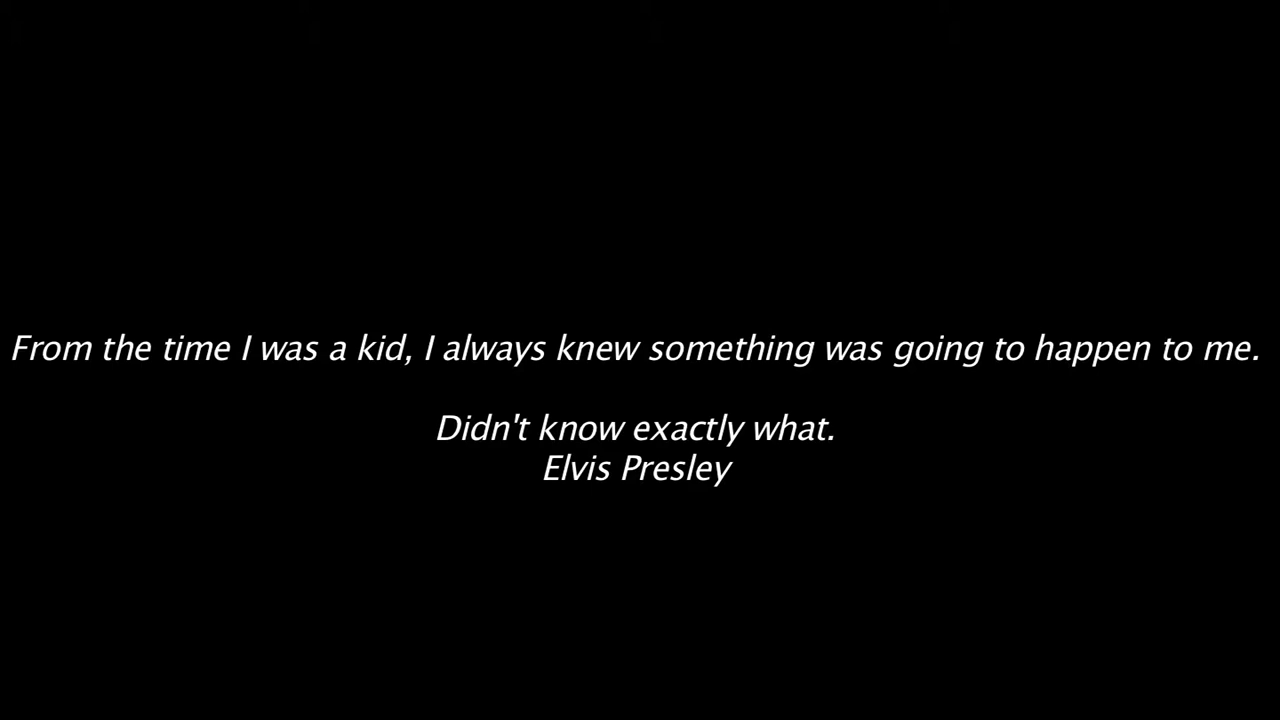 From the time I was a kid, I always knew something was going to happen to me.
Didn't know exactly what.
Elvis Presley